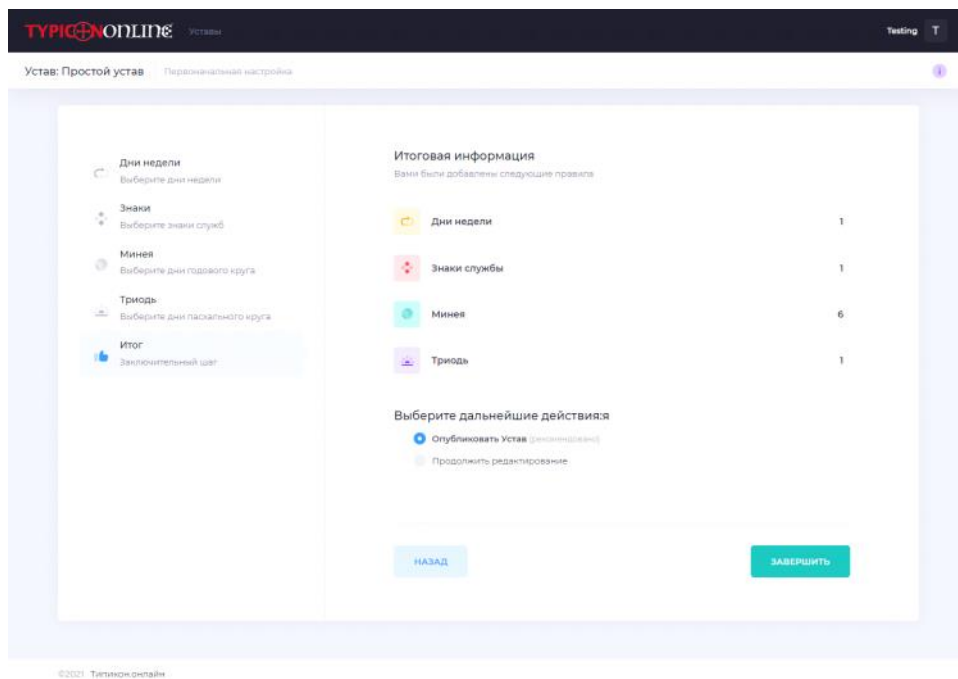 TYPICONONLINE Уставы Testing T
Устав: Простой устав Первоначальная настройка i
Дни недели
Выберите дни недели
Знаки
Выберите знаки служб
Минея
Выберите дни годового круга
Триодь
Выберите дни пасхального круга
Итог
Заключительный шаг
Итоговая информация
Вами были добавлены следующие правила
Дни недели 1
Знаки службы 1
Минея 6
Триодь 1
Выберите дальнейшие действия:я
Опубликовать Устав (рекомендовано)
Продолжить редактирование
НАЗАД ЗАВЕРШИТЬ
©2021 Типикон.онлайн